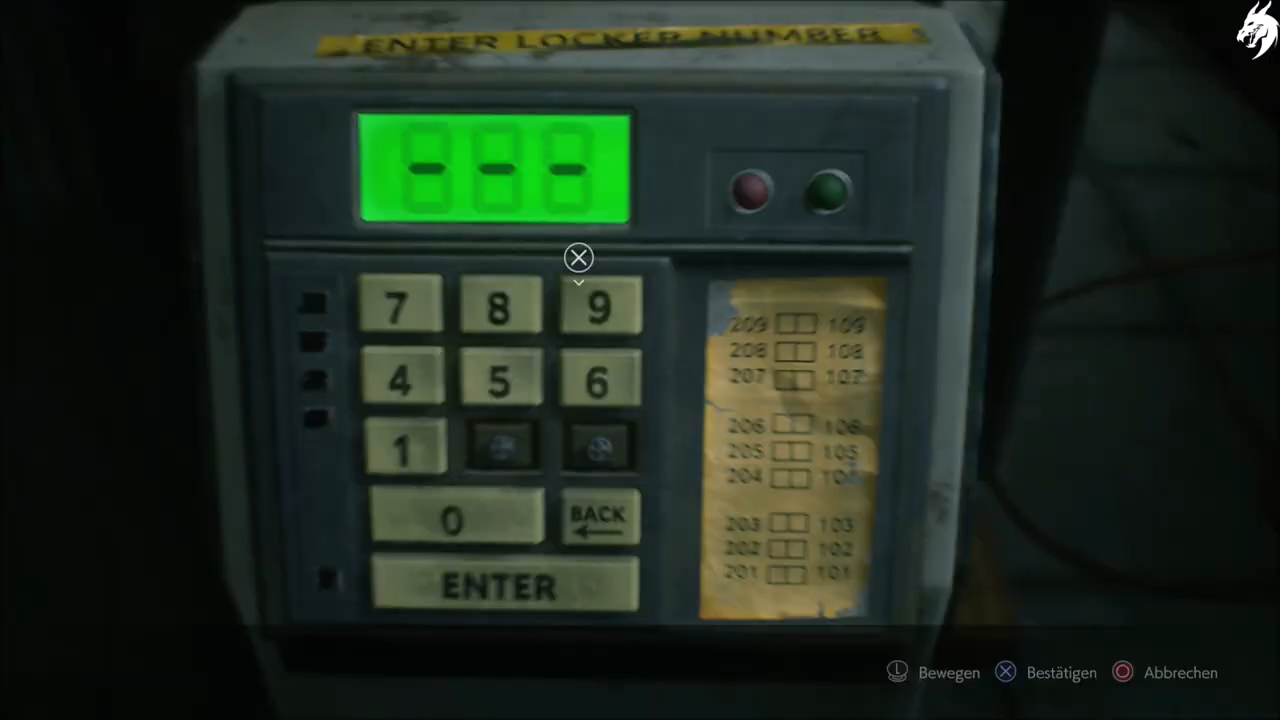 ENTER LOCKER NUMBER
- - -
7 8 9
4 5 6
1
0 BACK
ENTER
209 109
208 108
207 107
206 106
205 105
204
203 103
202 102
201 101
L Bewegen Bestätigen Abbrechen